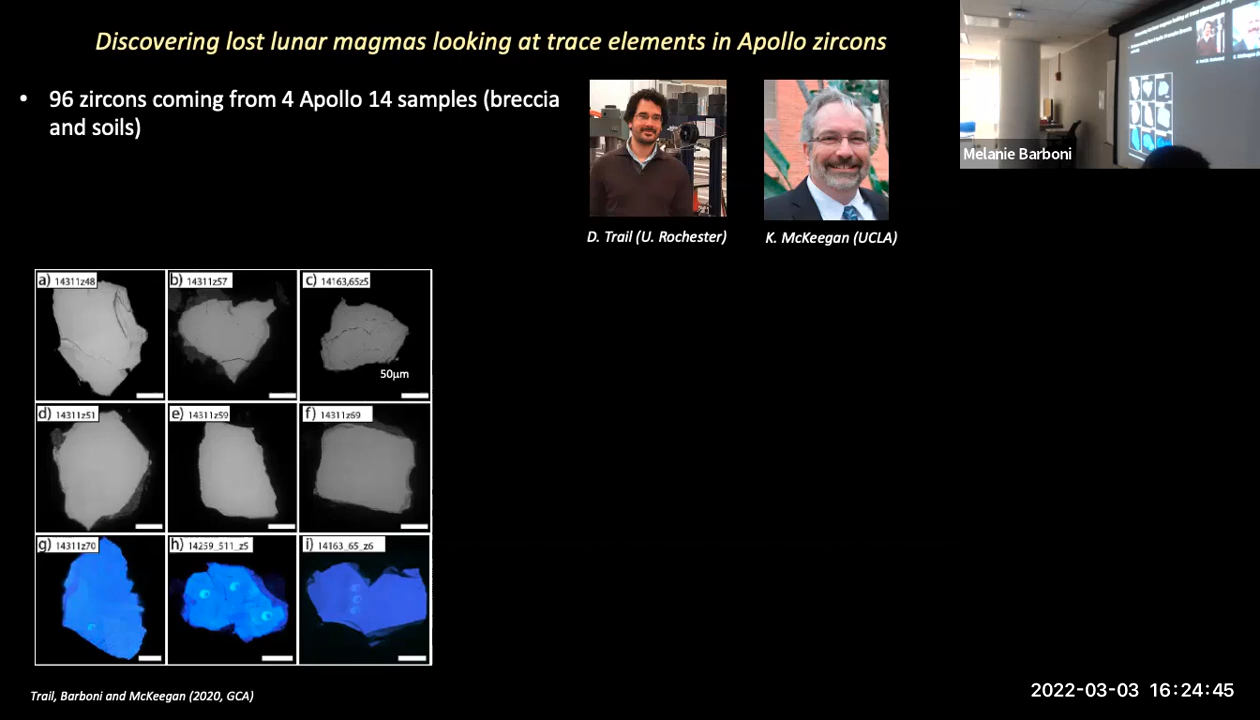 Discovering lost lunar magmas looking at trace elements in Apollo zircons
• 96 zircons coming from 4 Apollo 14 samples (breccia
and soils)
D. Trail (U. Rochester)
K. McKeegan (UCLA)
Melanie Barboni
a) 14311z48
b) 14311z57
c) 14163,65z5
50μm
d) 14311z51
e) 14311z59
f) 14311z69
g) 14311z70
h) 14259_511_z5
i) 14163_65_z6
Trail, Barboni and McKeegan (2020, GCA)
2022-03-03 16:24:45